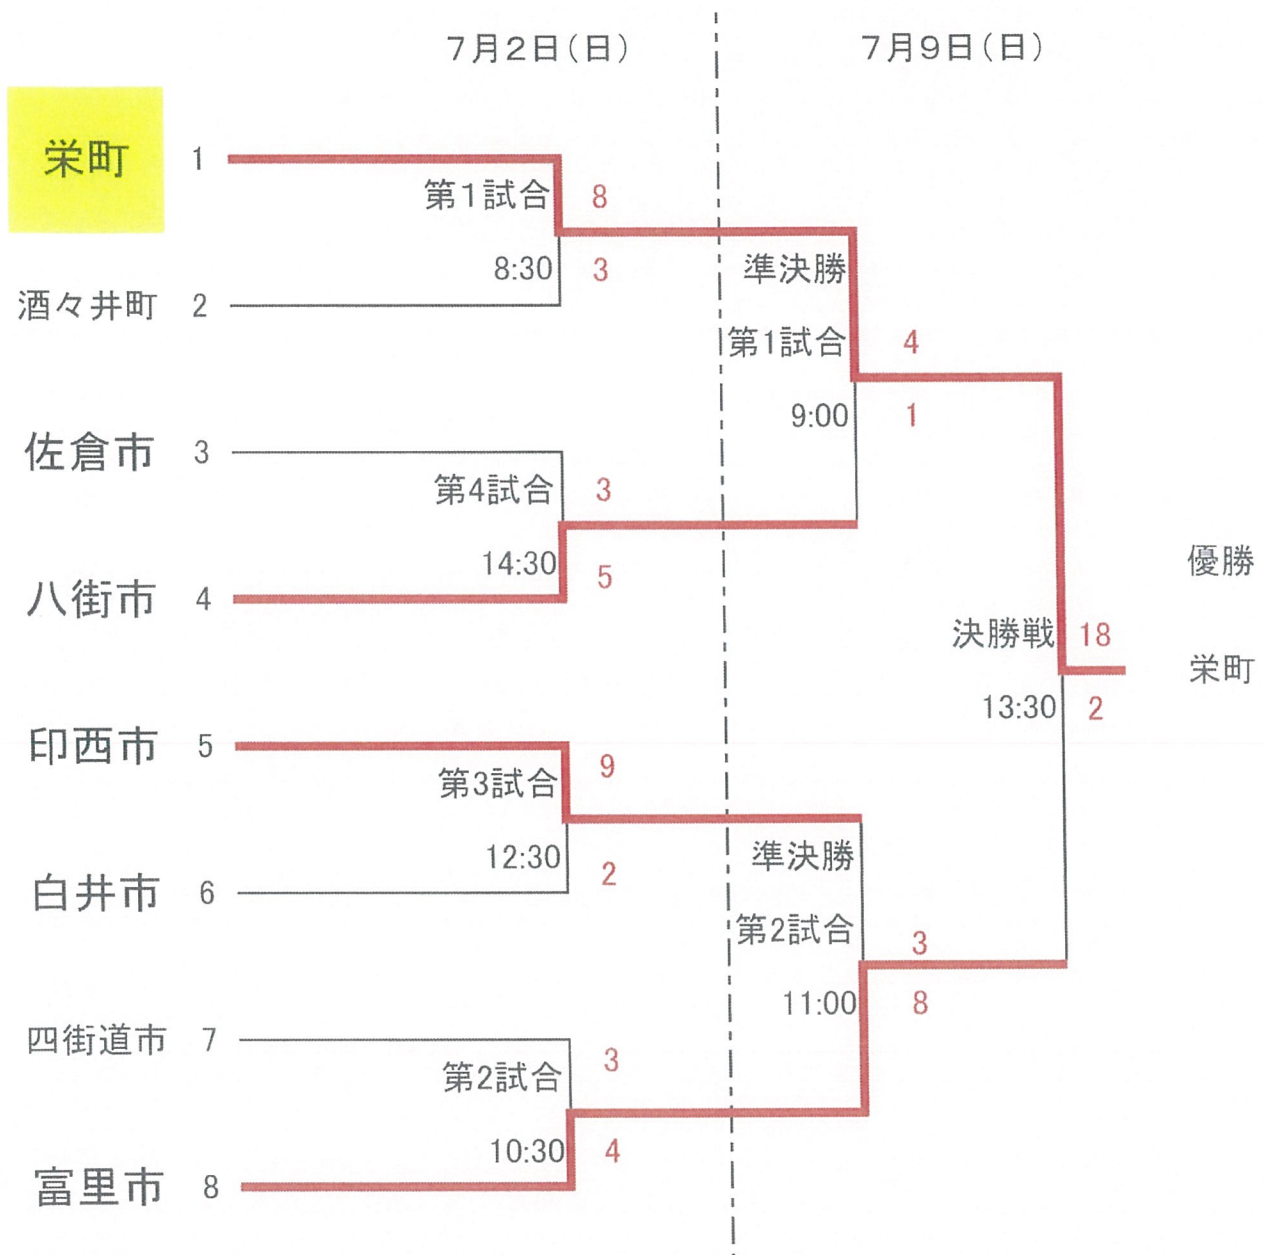 7月2日（日）
7月9日（日）
栄町 1
第1試合 8
8:30 3
酒々井町 2
準決勝
第1試合 4
9:00 1
佐倉市 3
第4試合 3
14:30 5
八街市 4
優勝
決勝戦 18
栄町
13:30 2
印西市 5
第3試合 9
12:30 2
白井市 6
準決勝
第2試合 3
11:00 8
四街道市 7
第2試合 3
10:30 4
富里市 8